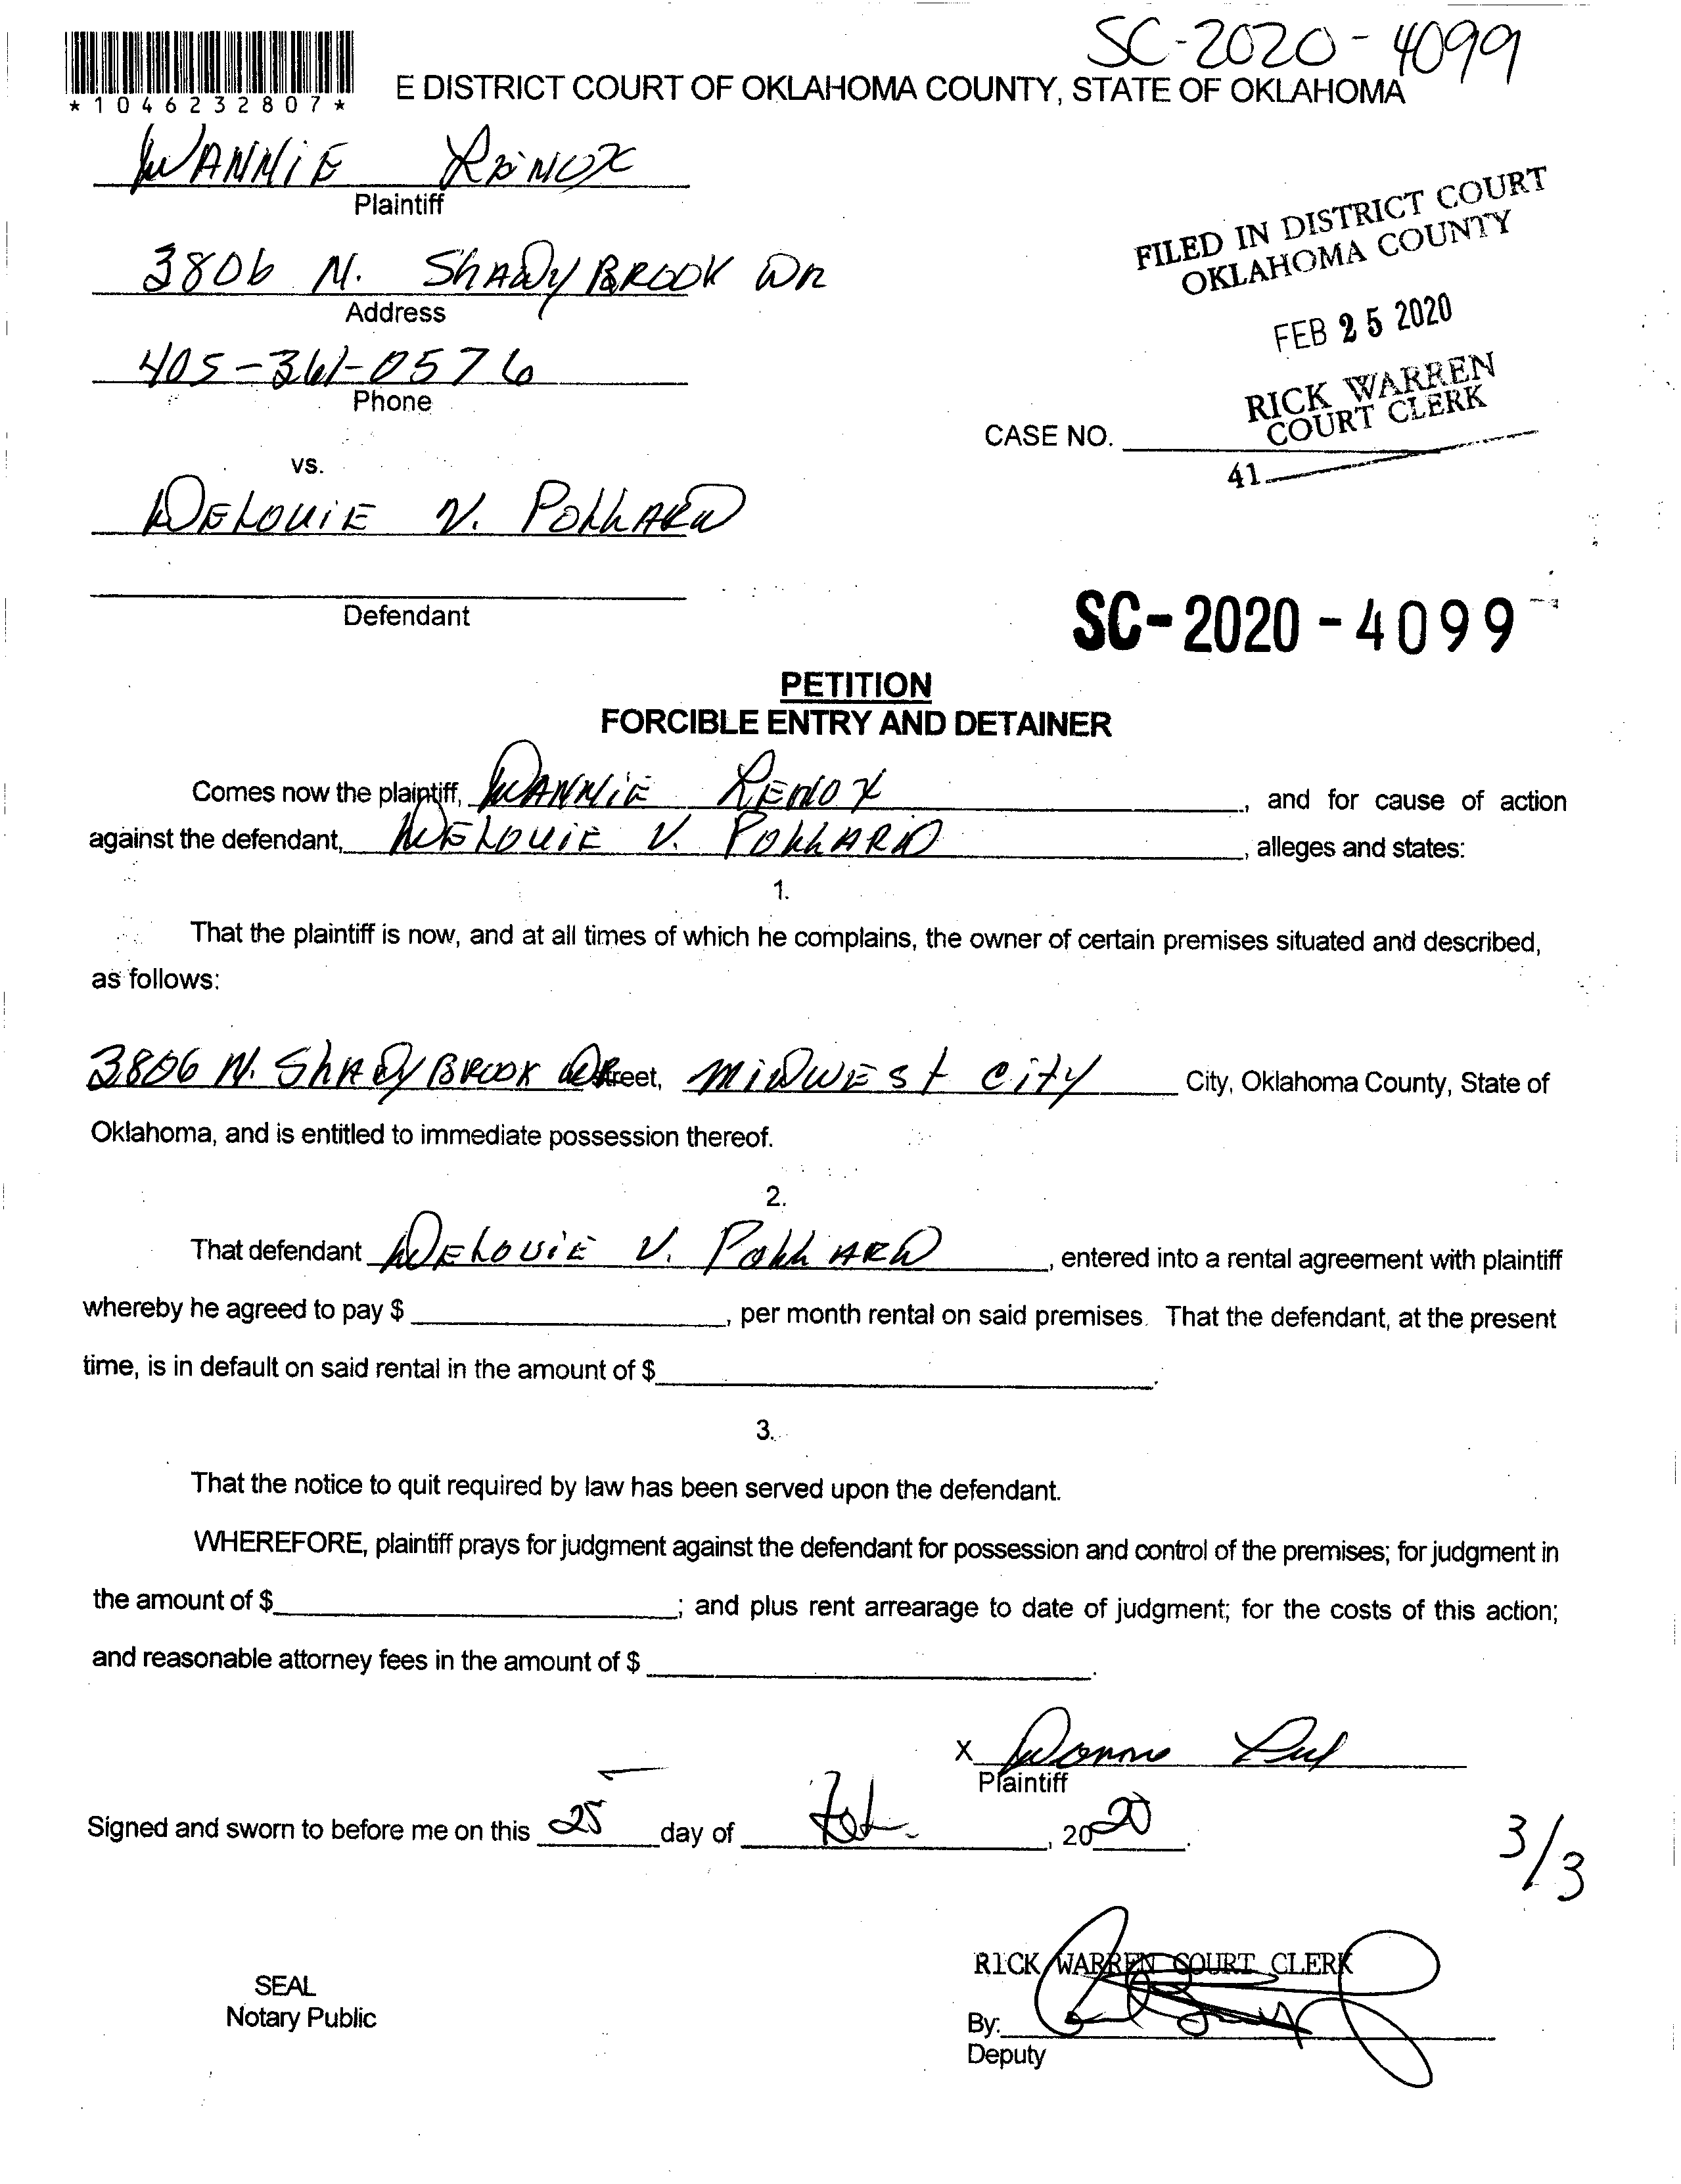 SC-2020-4099
*1046232807*
E DISTRICT COURT OF OKLAHOMA COUNTY, STATE OF OKLAHOMA
DANNIE LENOX
Plaintiff
3806 N. SHADYBROOK DR
Address
405-361-0576
Phone
FILED IN DISTRICT COURT
OKLAHOMA COUNTY
FEB 25 2020
RICK WARREN
COURT CLERK
CASE NO.
41
vs.
DELOUIE V. POLLARD
Defendant
SC-2020-4099
PETITION
FORCIBLE ENTRY AND DETAINER
Comes now the plaintiff, DANNIE LENOX, and for cause of action
against the defendant, DELOUIE V. POLLARD, alleges and states:
1.
That the plaintiff is now, and at all times of which he complains, the owner of certain premises situated and described,
as follows:
3806 N. SHADYBROOK DR Street, MIDWEST CITY City, Oklahoma County, State of
Oklahoma, and is entitled to immediate possession thereof.
2.
That defendant DELOUIE V. POLLARD, entered into a rental agreement with plaintiff
whereby he agreed to pay $, per month rental on said premises. That the defendant, at the present
time, is in default on said rental in the amount of $.
3.
That the notice to quit required by law has been served upon the defendant.
WHEREFORE, plaintiff prays for judgment against the defendant for possession and control of the premises; for judgment in
the amount of $; and plus rent arrearage to date of judgment; for the costs of this action;
and reasonable attorney fees in the amount of $.
X
Plaintiff
Signed and sworn to before me on this 25 day of Feb., 2020.
3/3
RICK WARREN COURT CLERK
SEAL
Notary Public
By:
Deputy